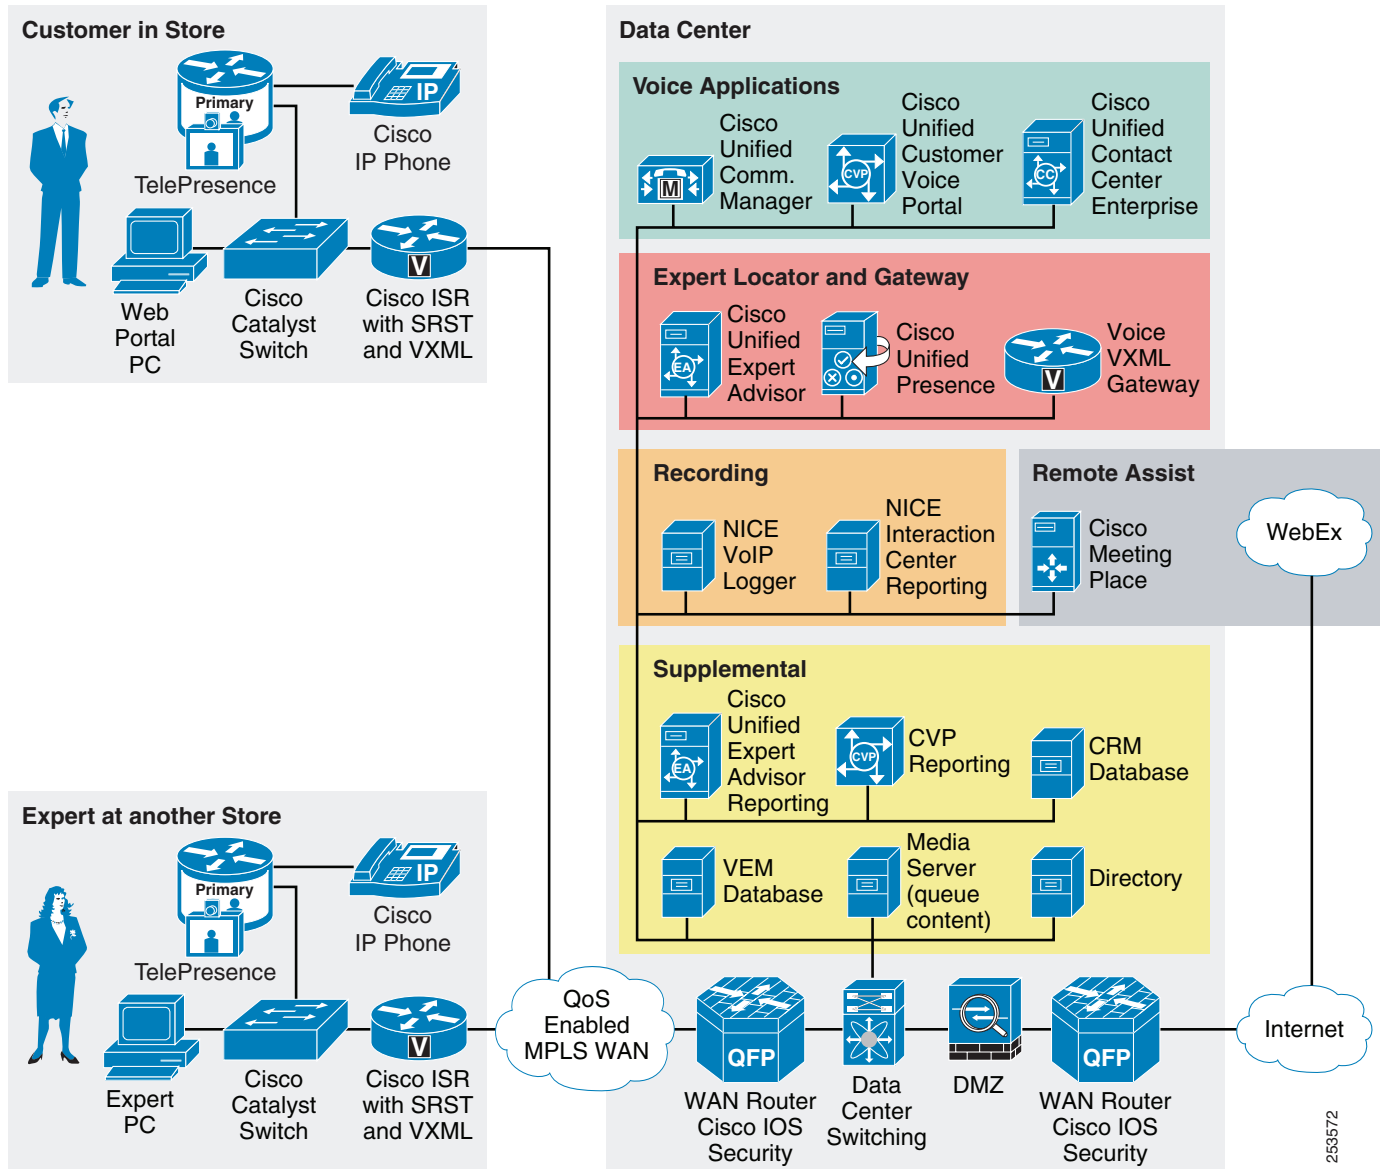 Customer in Store
Primary
IP
Cisco
IP Phone
TelePresence
V
Web
Portal
PC
Cisco
Catalyst
Switch
Cisco ISR
with SRST
and VXML
Data Center
Voice Applications
M
Cisco
Unified
Comm.
Manager
CVP
Cisco
Unified
Customer
Voice
Portal
CC
Cisco
Unified
Contact
Center
Enterprise
Expert Locator and Gateway
EA
Cisco
Unified
Expert
Advisor
Cisco
Unified
Presence
V
Voice
VXML
Gateway
Recording
NICE
VoIP
Logger
NICE
Interaction
Center
Reporting
Remote Assist
Cisco
Meeting
Place
WebEx
Supplemental
EA
Cisco
Unified
Expert
Advisor
Reporting
CVP
CVP
Reporting
CRM
Database
VEM
Database
Media
Server
(queue
content)
Directory
Expert at another Store
Primary
IP
Cisco
IP Phone
TelePresence
V
Expert
PC
Cisco
Catalyst
Switch
Cisco ISR
with SRST
and VXML
QoS
Enabled
MPLS WAN
QFP
WAN Router
Cisco IOS
Security
Data
Center
Switching
DMZ
QFP
WAN Router
Cisco IOS
Security
Internet
253572